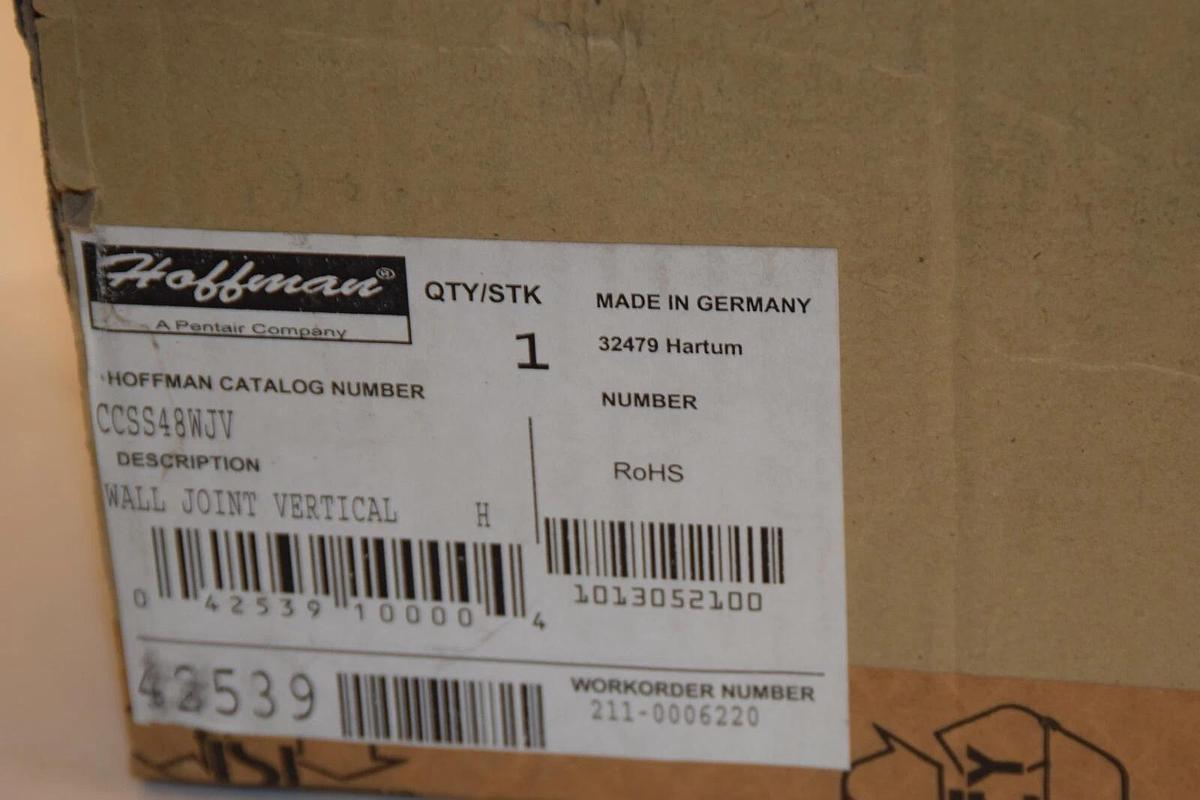 Hoffman®
A Pentair Company
QTY/STK
1
MADE IN GERMANY
32479 Hartum
HOFFMAN CATALOG NUMBER
CCSS48WJV
NUMBER
DESCRIPTION
RoHS
WALL JOINT VERTICAL H
0 42539 10000 4
1013052100
42539
WORKORDER NUMBER
211-0006220